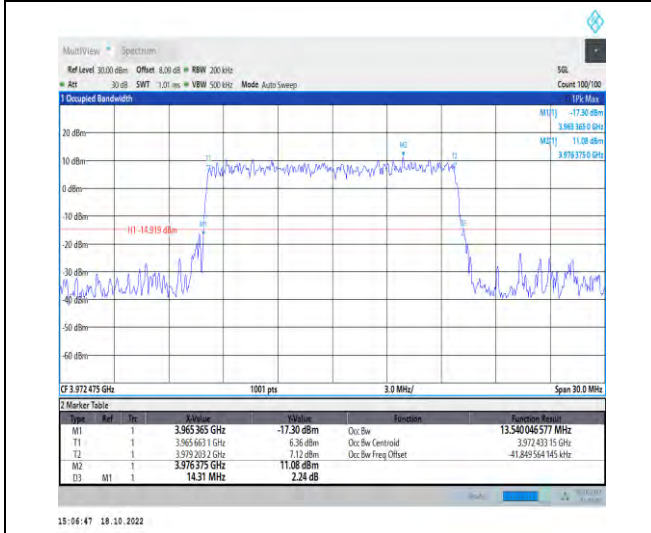 MultiView Spectrum
Ref Level 30.00 dBm Offset 8.00 dB RBW 200 kHz SGL
Att 30 dB SWT 1.01 ms VBW 500 kHz Mode Auto Sweep Count 100/100
1 Occupied Bandwidth 1Pk Max
M1[1] -17.30 dBm
3.965 365 0 GHz
M2[1] 11.08 dBm
3.976 375 0 GHz
20 dBm
M2
T1 T2
10 dBm
0 dBm
-10 dBm
M1 D3
H1 -14.919 dBm
-20 dBm
-30 dBm
-40 dBm
-50 dBm
-60 dBm
CF 3.972 475 GHz 1001 pts 3.0 MHz/ Span 30.0 MHz
2 Marker Table
Type Ref Trc X-Value Y-Value Function Function Result
M1 1 3.965 365 GHz -17.30 dBm Occ Bw 13.540 046 577 MHz
T1 1 3.965 663 1 GHz 6.36 dBm Occ Bw Centroid 3.972 433 15 GHz
T2 1 3.979 203 2 GHz 7.12 dBm Occ Bw Freq Offset -41.849 564 145 kHz
M2 1 3.976 375 GHz 11.08 dBm
D3 M1 1 14.31 MHz 2.24 dB
15:06:47 18.10.2022